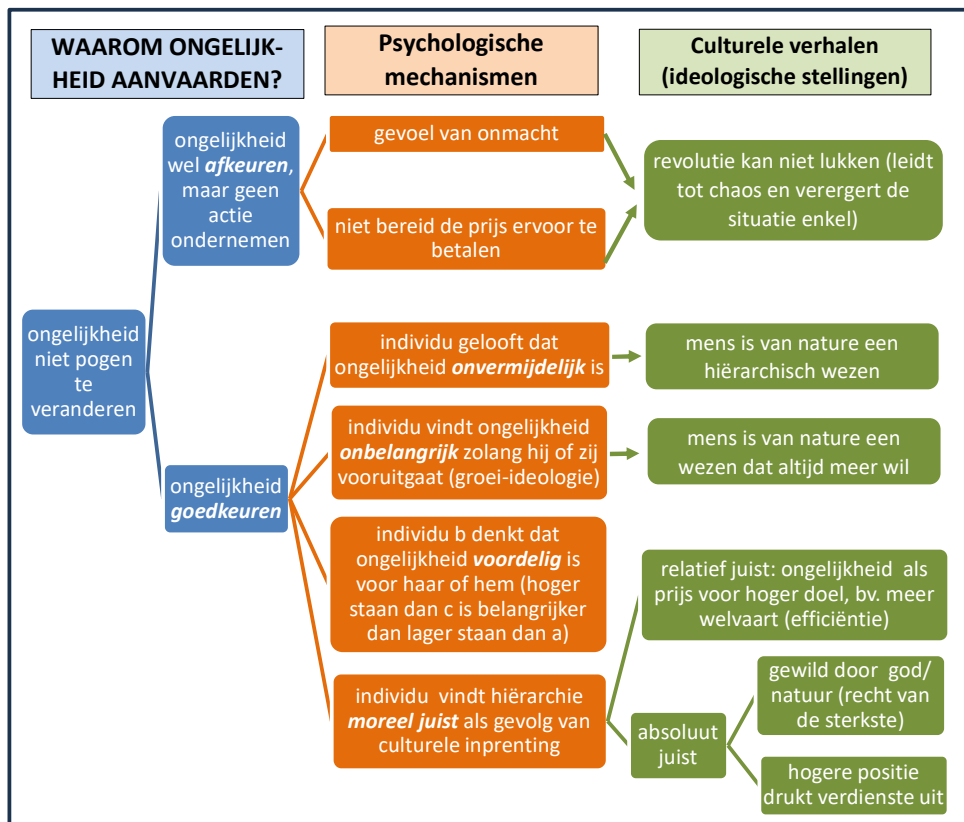 WAAROM ONGELIJK-
HEID AANVAARDEN?
Psychologische
mechanismen
Culturele verhalen
(ideologische stellingen)
ongelijkheid
wel afkeuren,
maar geen
actie
ondernemen
gevoel van onmacht
niet bereid de prijs ervoor te
betalen
revolutie kan niet lukken (leidt
tot chaos en verergert de
situatie enkel)
ongelijkheid
niet pogen
te
veranderen
ongelijkheid
goedkeuren
individu gelooft dat
ongelijkheid onvermijdelijk is
mens is van nature een
hiërarchisch wezen
individu vindt ongelijkheid
onbelangrijk zolang hij of zij
vooruitgaat (groei-ideologie)
mens is van nature een
wezen dat altijd meer wil
individu b denkt dat
ongelijkheid voordelig is
voor haar of hem (hoger
staan dan c is belangrijker
dan lager staan dan a)
individu vindt hiërarchie
moreel juist als gevolg van
culturele inprenting
relatief juist: ongelijkheid als
prijs voor hoger doel, bv. meer
welvaart (efficiëntie)
absoluut
juist
gewild door god/
natuur (recht van
de sterkste)
hogere positie
drukt verdienste uit